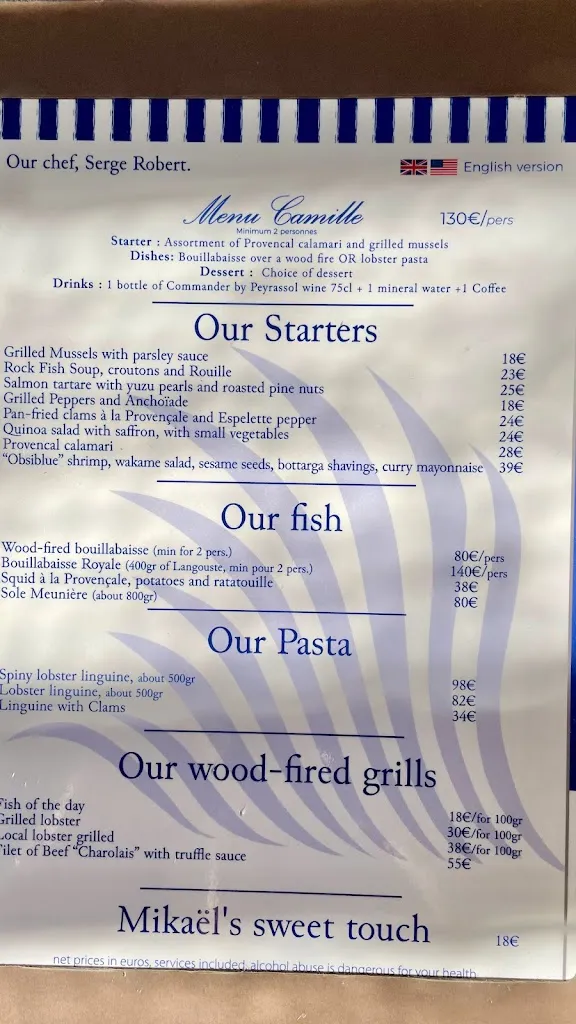 Our chef, Serge Robert.
English version
Menu Camille 130€/pers
Minimum 2 personnes
Starter : Assortment of Provencal calamari and grilled mussels
Dishes: Bouillabaisse over a wood fire OR lobster pasta
Dessert : Choice of dessert
Drinks : 1 bottle of Commander by Peyrassol wine 75cl + 1 mineral water +1 Coffee
Our Starters
Grilled Mussels with parsley sauce 18€
Rock Fish Soup, croutons and Rouille 23€
Salmon tartare with yuzu pearls and roasted pine nuts 25€
Grilled Peppers and Anchoïade 18€
Pan-fried clams à la Provençale and Espelette pepper 24€
Quinoa salad with saffron, with small vegetables 24€
Provencal calamari 28€
“Obsiblue” shrimp, wakame salad, sesame seeds, bottarga shavings, curry mayonnaise 39€
Our fish
Wood-fired bouillabaisse (min for 2 pers.) 80€/pers
Bouillabaisse Royale (400gr of Langouste, min pour 2 pers.) 140€/pers
Squid à la Provençale, potatoes and ratatouille 38€
Sole Meunière (about 800gr) 80€
Our Pasta
Spiny lobster linguine, about 500gr 98€
Lobster linguine, about 500gr 82€
Linguine with Clams 34€
Our wood-fired grills
Fish of the day 18€/for 100gr
Grilled lobster 30€/for 100gr
Local lobster grilled 38€/for 100gr
Filet of Beef “Charolais” with truffle sauce 55€
Mikaël's sweet touch 18€
net prices in euros, services included, alcohol abuse is dangerous for your health.